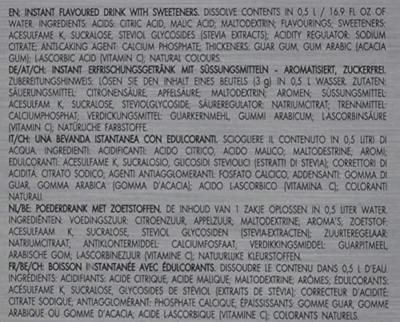 EN: INSTANT FLAVOURED DRINK WITH SWEETENERS. DISSOLVE CONTENTS IN 0,5 l / 16.9 FL OZ OF
WATER. INGREDIENTS: ACIDS: CITRIC ACID, MALIC ACID; MALTODEXTRIN; FLAVOURINGS; SWEETENERS:
ACESULFAME K, SUCRALOSE, STEVIOL GLYCOSIDES (STEVIA EXTRACTS); ACIDITY REGULATOR: SODIUM
CITRATE; ANTI-CAKING AGENT: CALCIUM PHOSPHATE; THICKENERS: GUAR GUM, GUM ARABIC (ACACIA
GUM); L-ASCORBIC ACID (VITAMIN C); NATURAL COLOURS.
DE/AT/CH: INSTANT ERFRISCHUNGSGETRÄNK MIT SÜSSUNGSMITTELN - AROMATISIERT, ZUCKERFREI.
ZUBEREITUNGSHINWEIS: LÖSEN SIE DEN INHALT EINES BEUTELS (3 g) IN 0,5 L WASSER. ZUTATEN:
SÄUERUNGSMITTEL: CITRONENSÄURE, ÄPFELSÄURE; MALTODEXTRIN; AROMEN; SÜSSUNGSMITTEL:
ACESULFAM K, SUCRALOSE, STEVIOLGLYCOSIDE, SÄUREREGULATOR: NATRIUMCITRAT; TRENNMITTEL:
CALCIUMPHOSPHAT; VERDICKUNGSMITTEL: GUARKERNMEHL, GUMMI ARABICUM; L-ASCORBINSÄURE
(VITAMIN C); NATÜRICHE FARBSTOFFE.
IT/CH: UNA BEVANDA ISTANTANEA CON EDULCORANTI. SCIOGLIERE IL CONTENUTO IN 0,5 L DI
ACQUA. INGREDIENTI: ACIDIFICANTI: ACIDO CITRICO, ACIDO MALICO, MALTODESTRINE; AROMI;
EDULCORANTI: ACESULFAME K, SUCRALOSIO, GLICOSIDI STEVIOLICI (ESTRATTI DI STEVIA); CORRETTORI DI
ACIDITÀ, CITRATO SODICO; AGENTI ANTIAGGLOMERANTI: FOSFATO CALCICO, ADDENSANTI: GOMMA DI
GUAR, GOMMA ARABICA (GOMMA D'ACACIA); ACIDO L-ASCORBICO (VITAMINA C); COLORANTI
NATURALI.
NL/BE: POEDERDRANK MET ZOETSTOFFEN. DE INHOUD VAN 1 ZAKJE OPLOSSEN IN 0,5 LITER WATER.
INGREDIËNTEN: VOEDINGSZUUR: CITROENZUUR, APPELZUUR, MALTODEXTRINE; AROMA'S, ZOETSTOFFEN:
ACESULFAAM K, SUCRALOSE, STEVIOL GLYCOSIDEN (STEVIA-EXTRACTEN); ZUURTEREGELAAR:
NATRIUMCITRAAT, ANTIKLONTERMIDDEL: CALCIUMFOSFAAT, VERDIKKINGSMIDDEL: GUARPITMEEL,
ARABISCHE GOM; L-ASCORBINEZUUR (VITAMINE C); NATUURLIJKE KLEURSTOFFEN.
FR/BE/CH: BOISSON INSTANTANÉE AVEC ÉDULCORANTS. DISSOUDRE LE CONTENU DANS 0,5 L D'EAU.
INGRÉDIENTS: ACIDIFIANTS: ACIDE CITRIQUE, ACIDE MALIQUE; MALTODEXTRINE; ARÔMES; ÉDULCORANTS:
ACÉSULFAME K, SUCRALOSE, GLYCOSIDES DE STÉVIOL (EXTRAITS DE STÉVIA); CORRECTEUR D'ACIDITÉ:
CITRATE SODIQUE; ANTIAGGLOMÉRANT: PHOSPHATE CALCIQUE, ÉPAISSISSANTS: GOMME GUAR, GOMME
ARABIQUE OU GOMME D'ACACIA; ACIDE L-ASCORBIQUE (VITAMINE C); COLORANTS NATURELS.